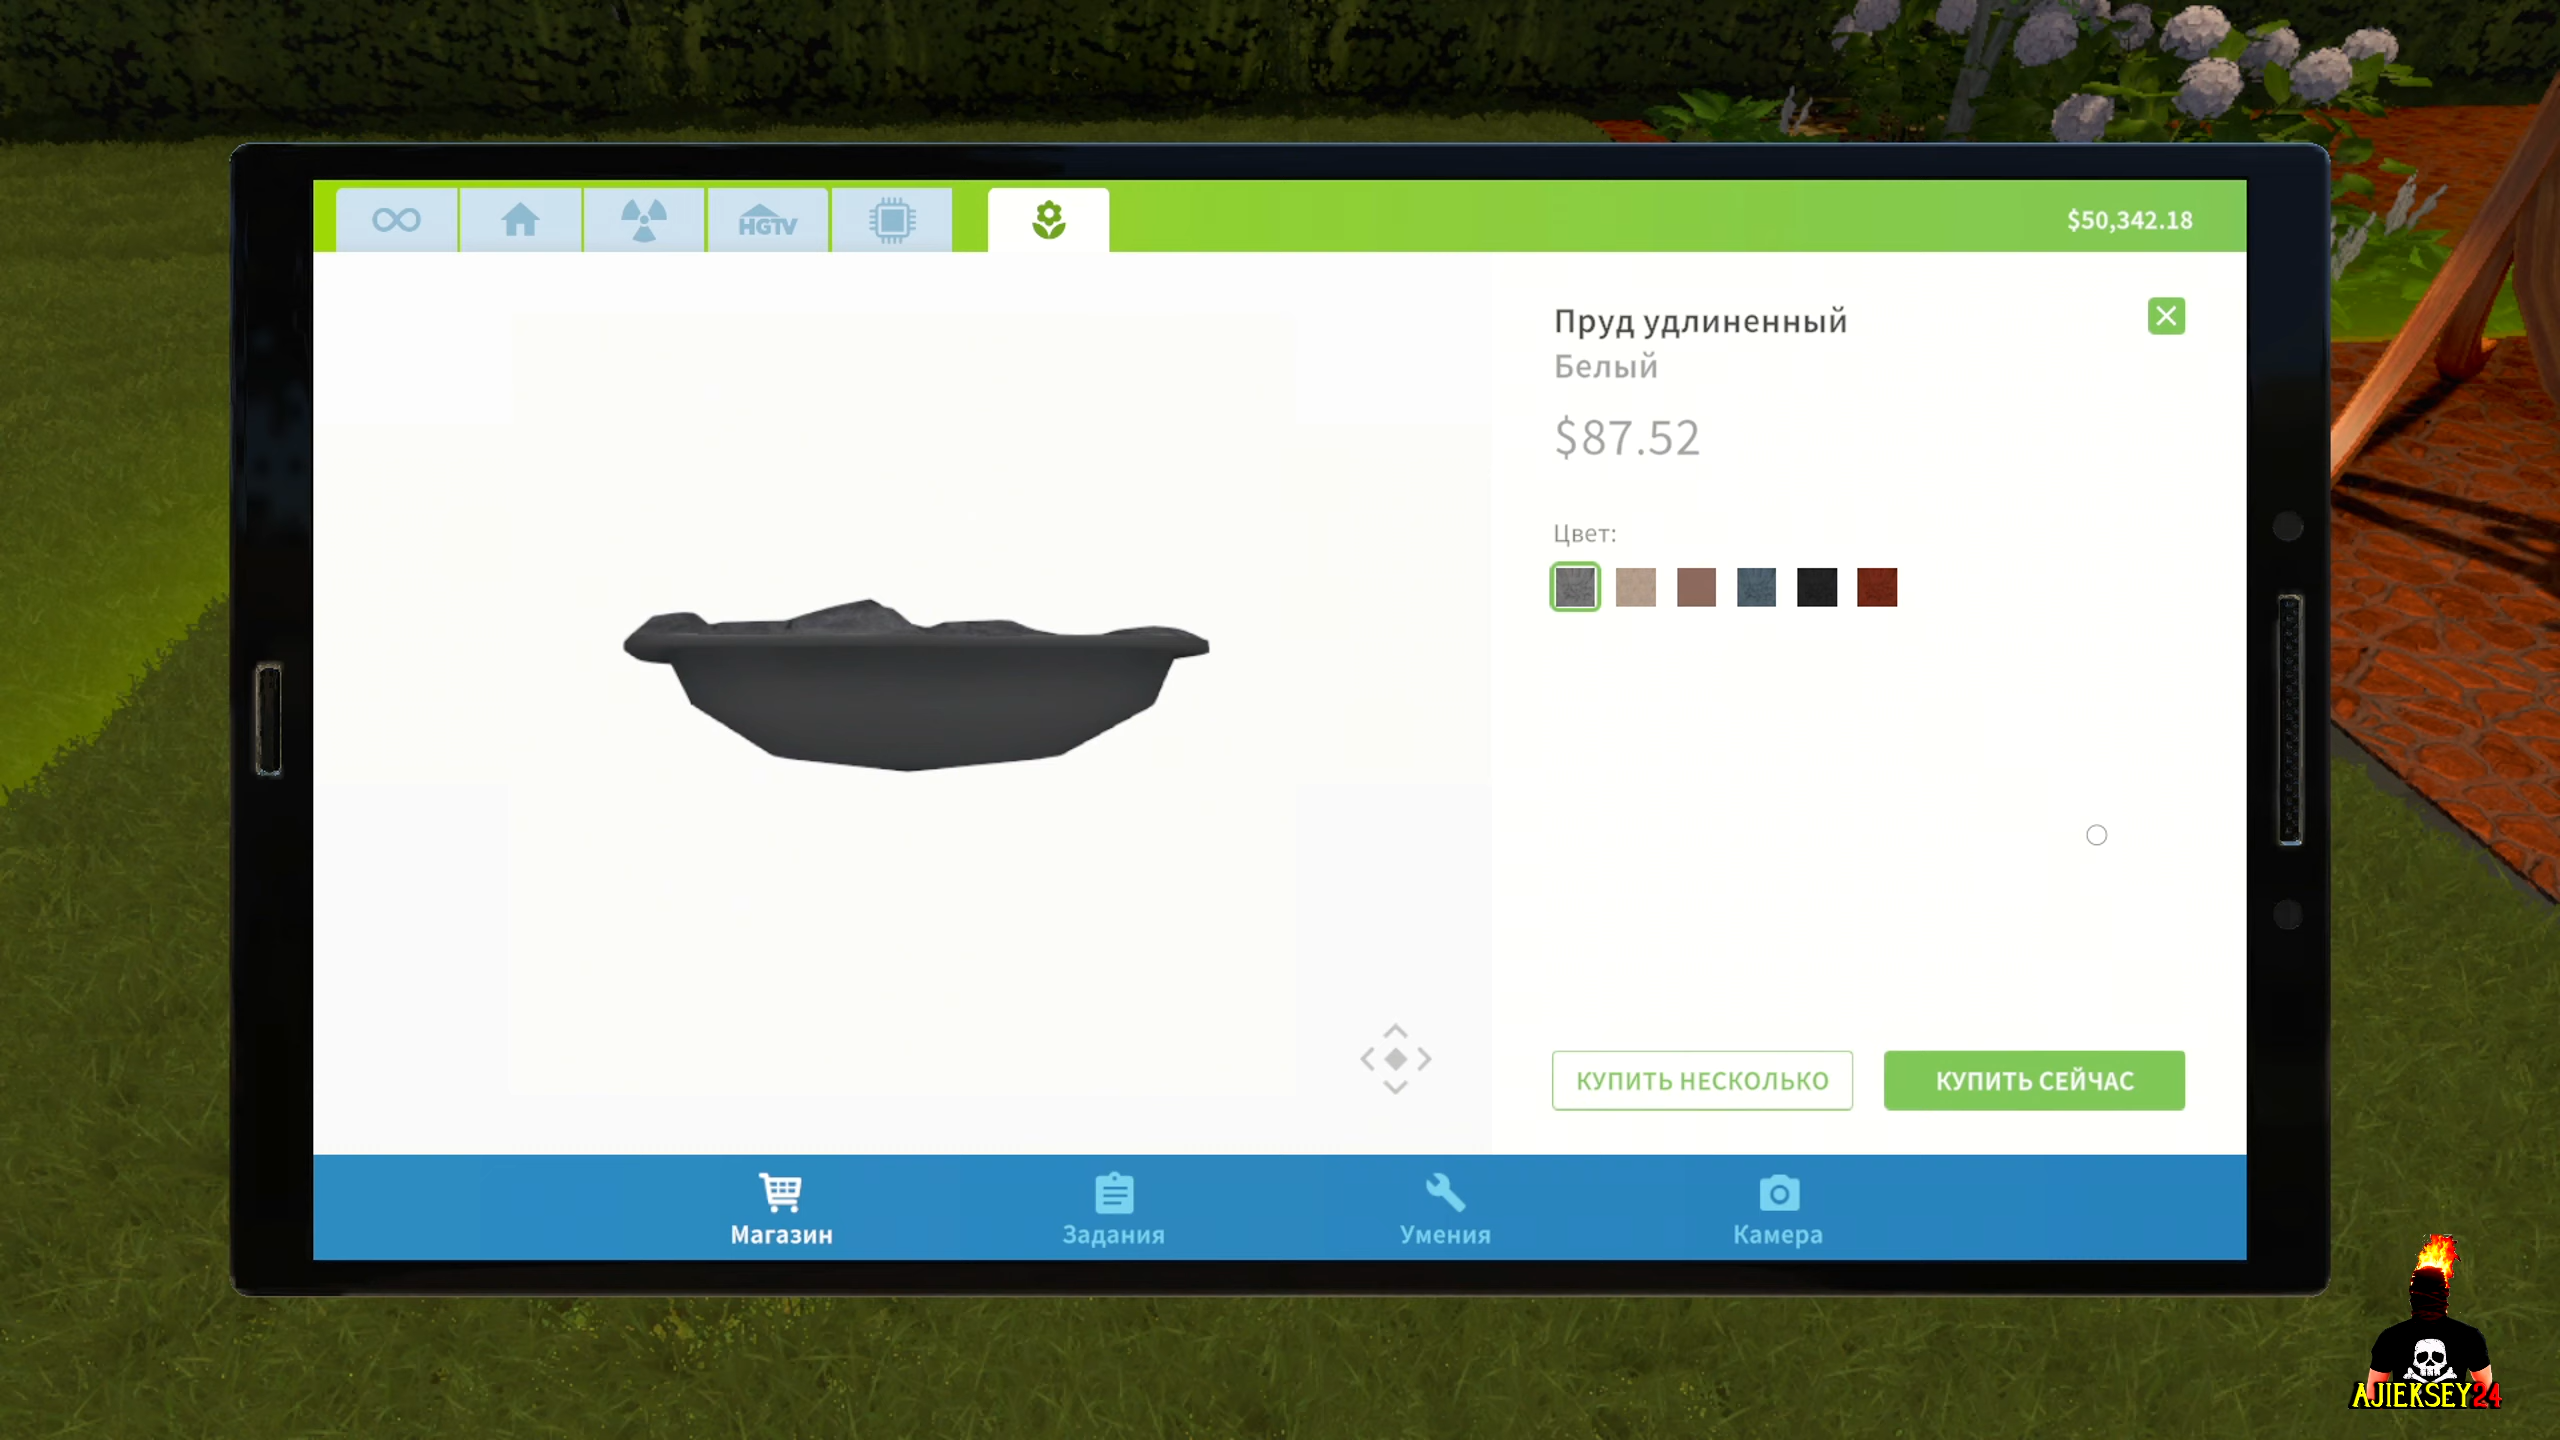 HGTV
$50,342.18
Пруд удлиненный
Белый
$87.52
Цвет:
КУПИТЬ НЕСКОЛЬКО
КУПИТЬ СЕЙЧАС
Магазин
Задания
Умения
Камера
AJIEKSEY24